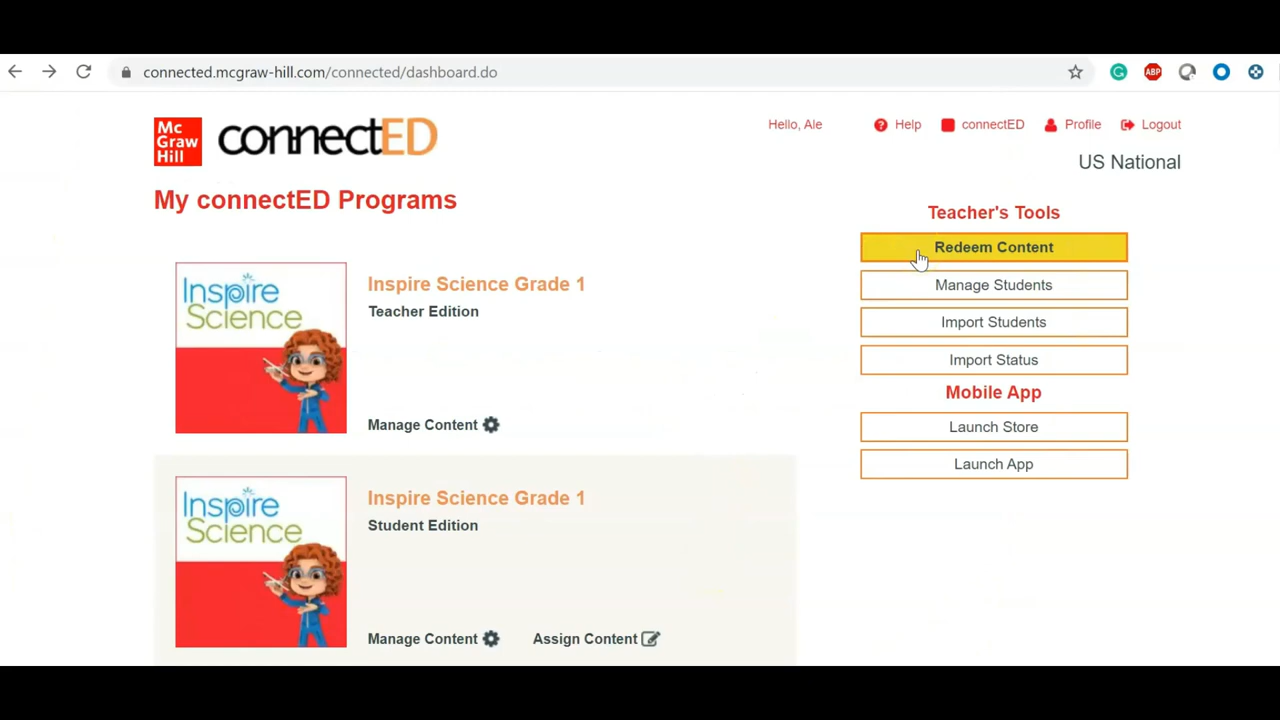 connected.mcgraw-hill.com/connected/dashboard.do
ABP
Mc
Graw
Hill
connectED
Hello, Ale
Help
connectED
Profile
Logout
US National
My connectED Programs
Teacher's Tools
Redeem Content
Manage Students
Import Students
Import Status
Mobile App
Launch Store
Launch App
Inspire
Science
Inspire Science Grade 1
Teacher Edition
Manage Content
Inspire
Science
Inspire Science Grade 1
Student Edition
Manage Content
Assign Content